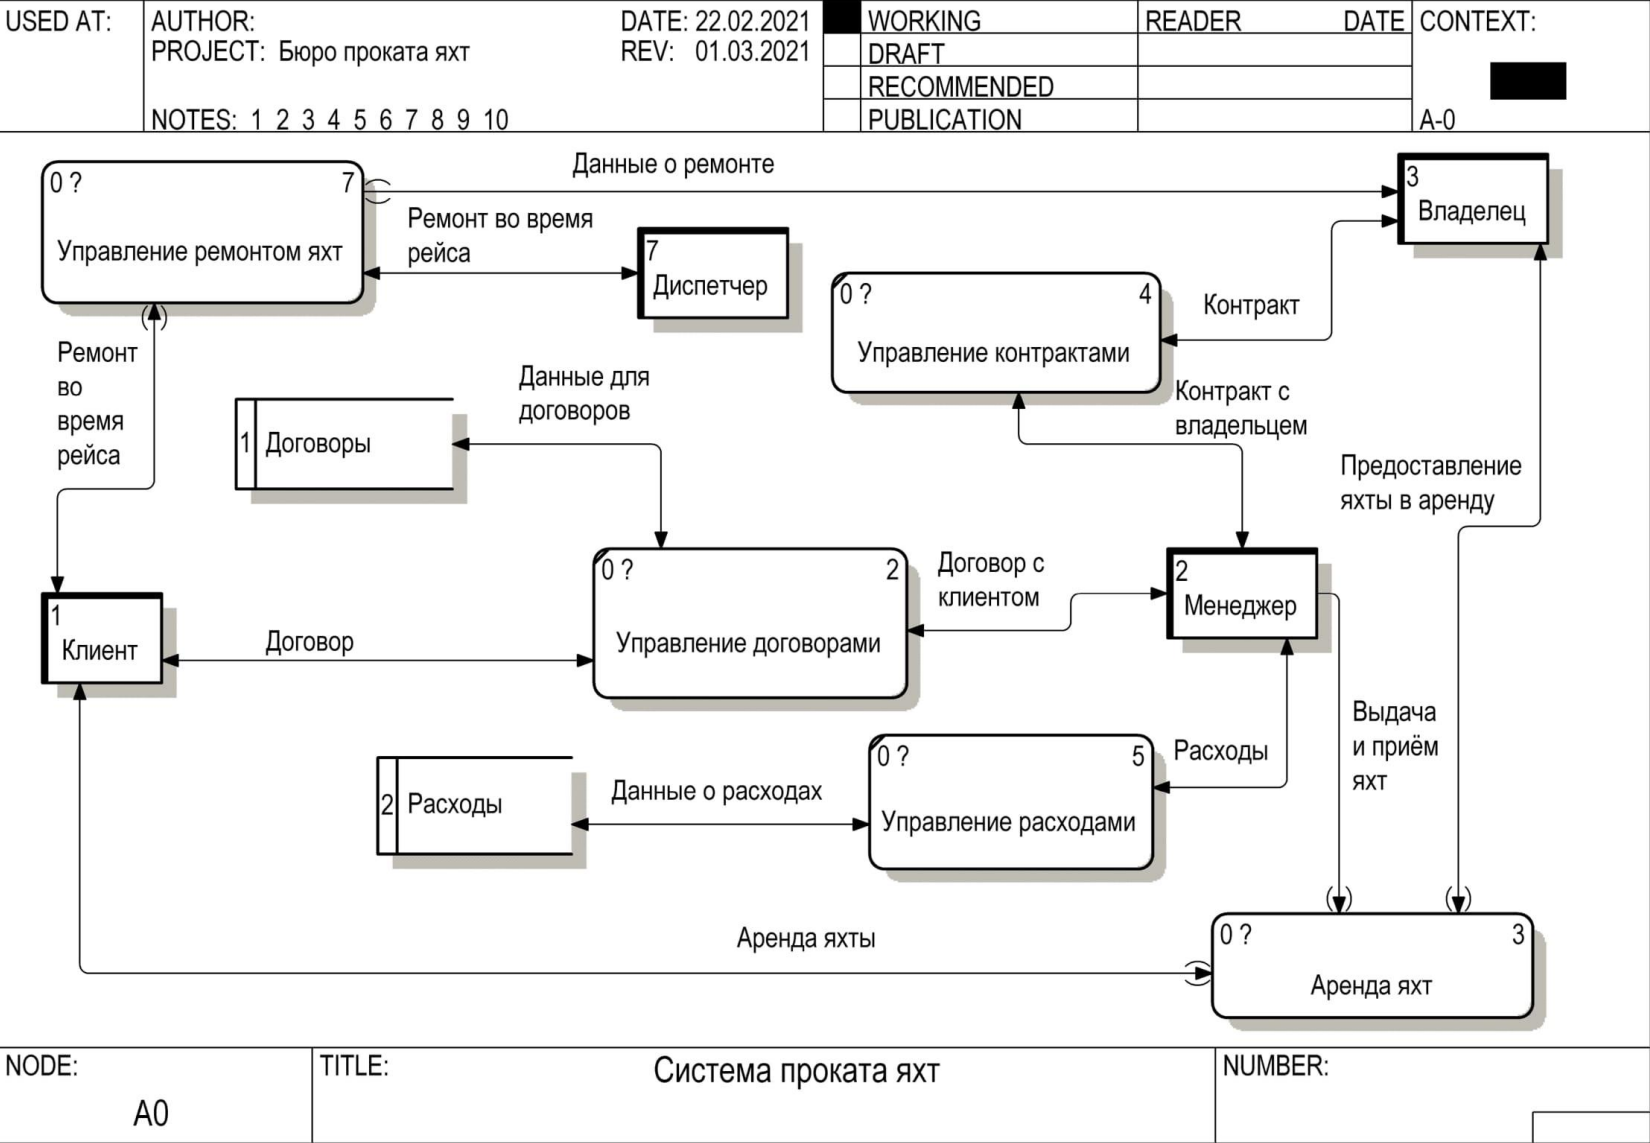 USED AT:
AUTHOR:
DATE: 22.02.2021
WORKING
READER
DATE
CONTEXT:
PROJECT: Бюро проката яхт
REV: 01.03.2021
DRAFT
RECOMMENDED
NOTES: 1 2 3 4 5 6 7 8 9 10
PUBLICATION
A-0
0 ?
7
Управление ремонтом яхт
Данные о ремонте
3
Владелец
Ремонт во время
рейса
7
Диспетчер
0 ?
4
Управление контрактами
Контракт
Ремонт
во
время
рейса
Данные для
договоров
Контракт с
владельцем
1
Договоры
Предоставление
яхты в аренду
0 ?
2
Управление договорами
Договор с
клиентом
2
Менеджер
1
Клиент
Договор
Выдача
и приём
яхт
0 ?
5
Управление расходами
Расходы
2
Расходы
Данные о расходах
Аренда яхты
0 ?
3
Аренда яхт
NODE:
A0
TITLE:
Система проката яхт
NUMBER: